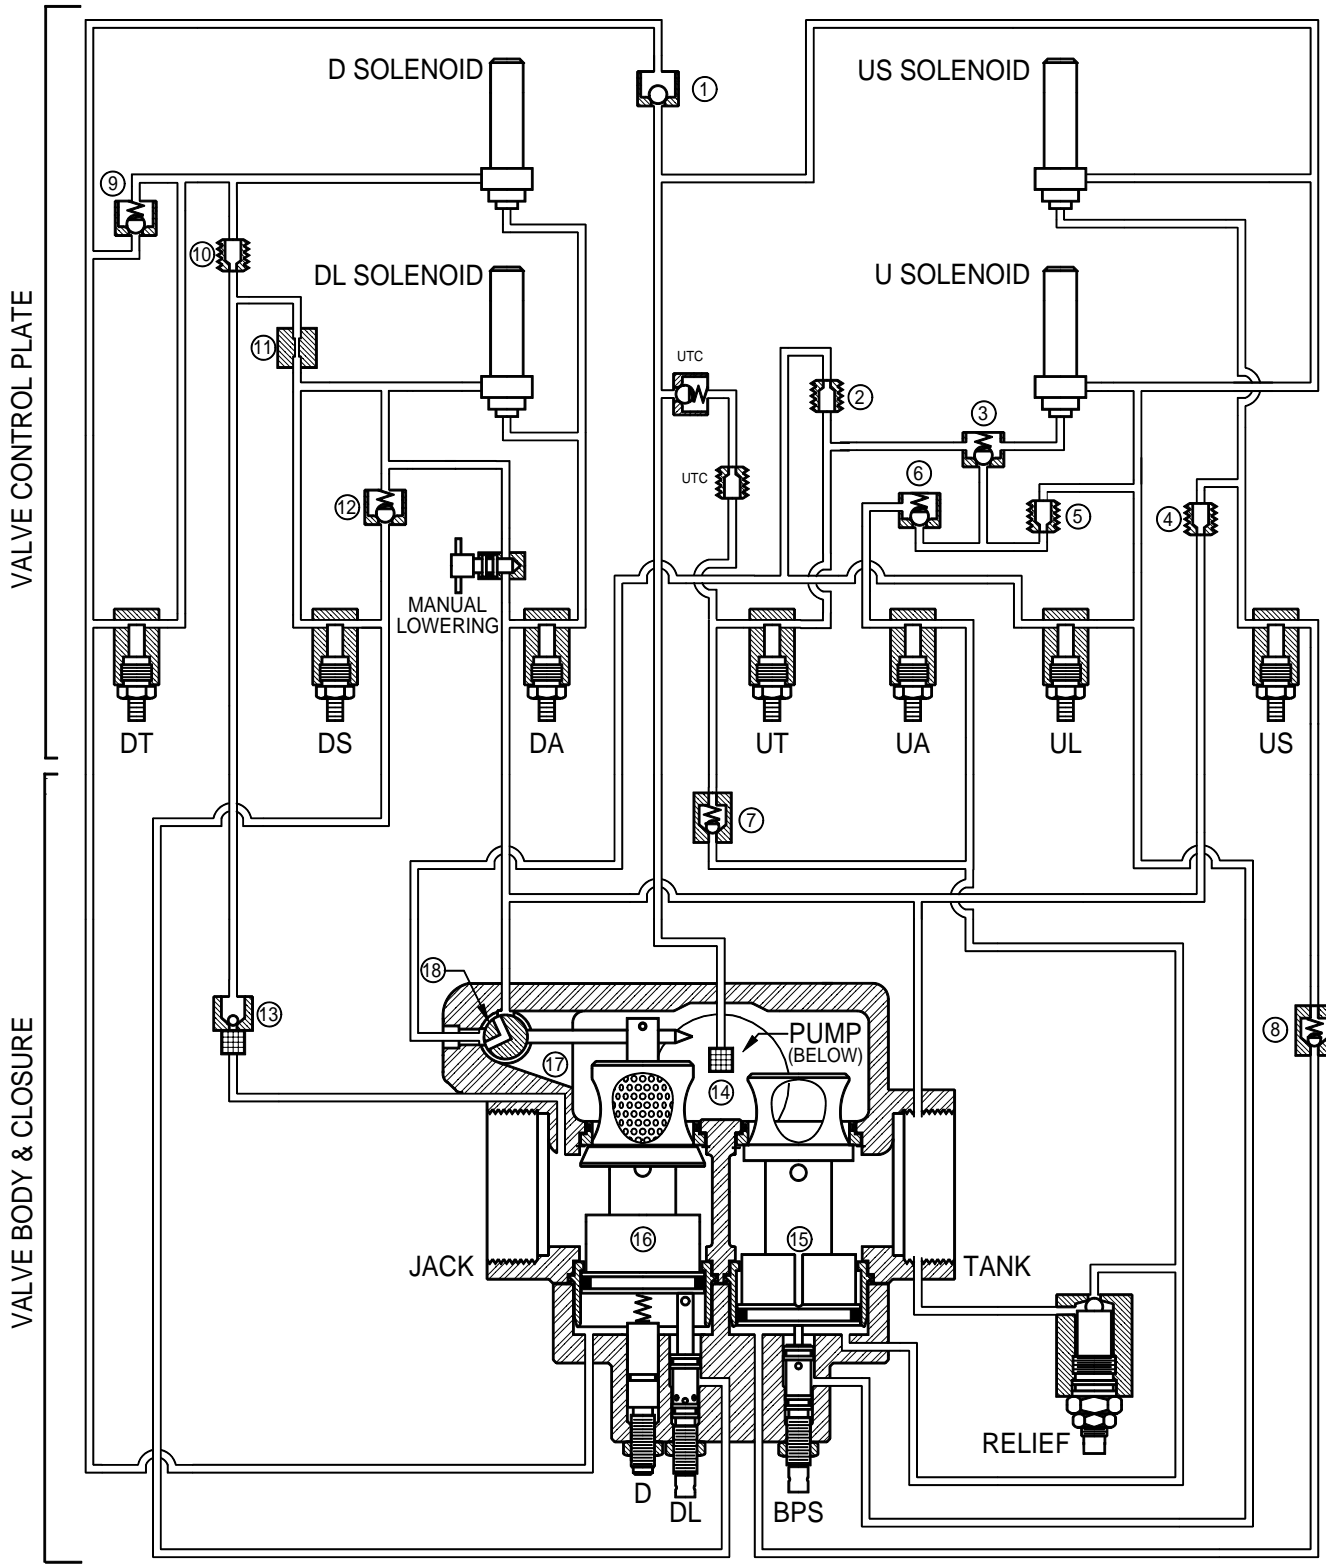 VALVE CONTROL PLATE
D SOLENOID
1
US SOLENOID
9
10
DL SOLENOID
U SOLENOID
11
UTC
2
3
12
UTC
6
5
4
MANUAL
LOWERING
DT
DS
DA
UT
UA
UL
US
VALVE BODY & CLOSURE
7
18
13
17
PUMP
(BELOW)
14
8
JACK
16
15
TANK
RELIEF
D
DL
BPS